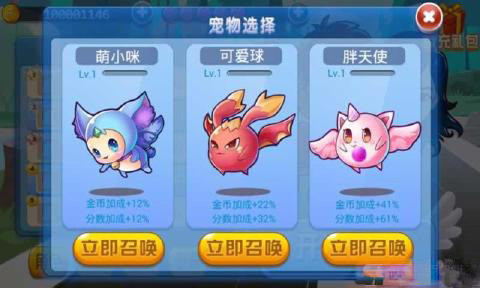 100001146
宠物选择
充礼包
萌小咪
可爱球
胖天使
Lv.1
Lv.1
Lv.1
金币加成+12%
分数加成+12%
金币加成+22%
分数加成+32%
金币加成+41%
分数加成+61%
立即召唤
立即召唤
立即召唤